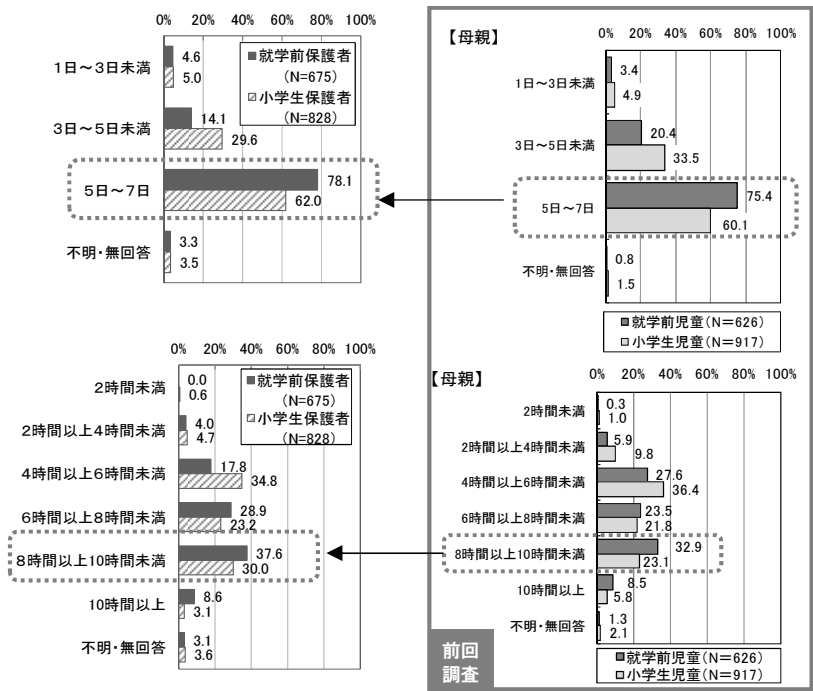 0% 20% 40% 60% 80% 100%
■就学前保護者
(N=675)
小学生保護者
(N=828)
1日～3日未満
4.6
5.0
3日～5日未満
14.1
29.6
5日～7日
78.1
62.0
不明・無回答
3.3
3.5
【母親】
0% 20% 40% 60% 80% 100%
1日～3日未満
3.4
4.9
3日～5日未満
20.4
33.5
5日～7日
75.4
60.1
不明・無回答
0.8
1.5
■就学前児童(N=626)
□小学生児童(N=917)
0% 20% 40% 60% 80% 100%
■就学前保護者
(N=675)
小学生保護者
(N=828)
2時間未満
0.0
0.6
2時間以上4時間未満
4.0
4.7
4時間以上6時間未満
17.8
34.8
6時間以上8時間未満
28.9
23.2
8時間以上10時間未満
37.6
30.0
10時間以上
8.6
3.1
不明・無回答
3.1
3.6
【母親】
0% 20% 40% 60% 80% 100%
2時間未満
0.3
1.0
2時間以上4時間未満
5.9
9.8
4時間以上6時間未満
27.6
36.4
6時間以上8時間未満
23.5
21.8
8時間以上10時間未満
32.9
23.1
10時間以上
8.5
5.8
不明・無回答
1.3
2.1
■就学前児童(N=626)
□小学生児童(N=917)
前回
調査